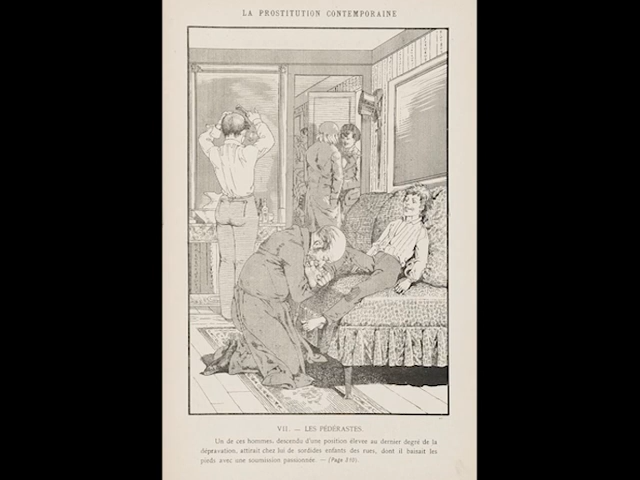 LA PROSTITUTION CONTEMPORAINE
VII. — LES PÉDÉRASTES.
Un de ces hommes, descendu d'une position élevée au dernier degré de la
dépravation, attirait chez lui de sordides enfants des rues, dont il baisait les
pieds avec une soumission passionnée. — (Page